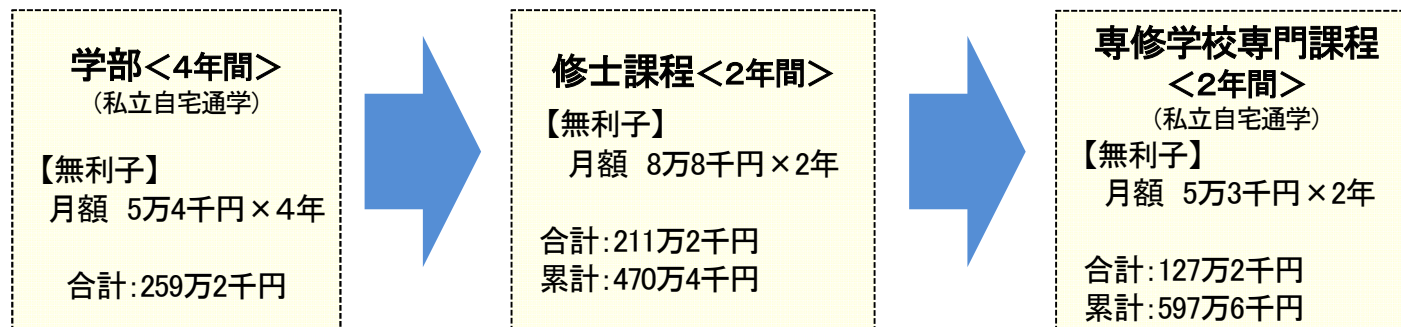 学部<4年間>
(私立自宅通学)
【無利子】
月額 5万4千円×4年
合計:259万2千円
修士課程<2年間>
【無利子】
月額 8万8千円×2年
合計:211万2千円
累計:470万4千円
専修学校専門課程
<2年間>
(私立自宅通学)
【無利子】
月額 5万3千円×2年
合計:127万2千円
累計:597万6千円